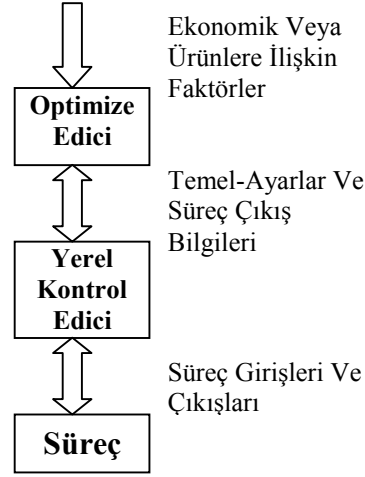 Ekonomik Veya
Ürünlere İlişkin
Faktörler
Optimize
Edici
Temel-Ayarlar Ve
Süreç Çıkış
Bilgileri
Yerel
Kontrol
Edici
Süreç Girişleri Ve
Çıkışları
Süreç